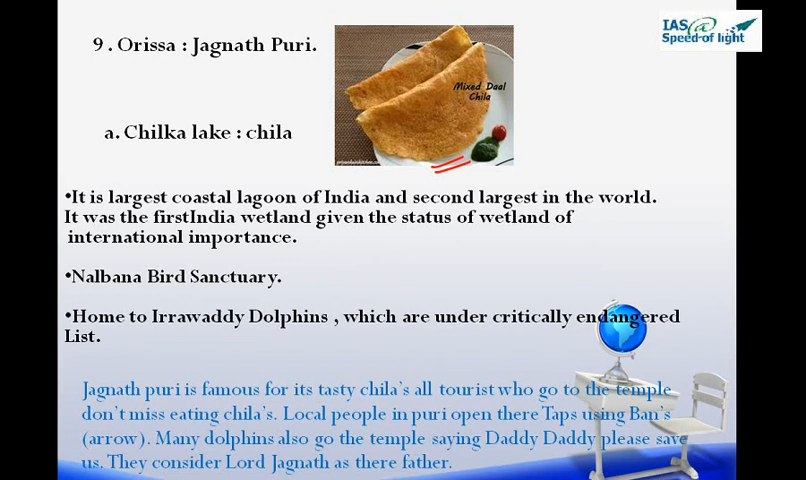 IAS@
Speed of light
9 . Orissa : Jagnath Puri.
Mixed Daal
Chila
a. Chilka lake : chila
•It is largest coastal lagoon of India and second largest in the world.
It was the firstIndia wetland given the status of wetland of
international importance.
•Nalbana Bird Sanctuary.
•Home to Irrawaddy Dolphins , which are under critically endangered
List.
Jagnath puri is famous for its tasty chila's all tourist who go to the temple
don't miss eating chila's. Local people in puri open there Taps using Ban's
(arrow). Many dolphins also go the temple saying Daddy Daddy please save
us. They consider Lord Jagnath as there father.